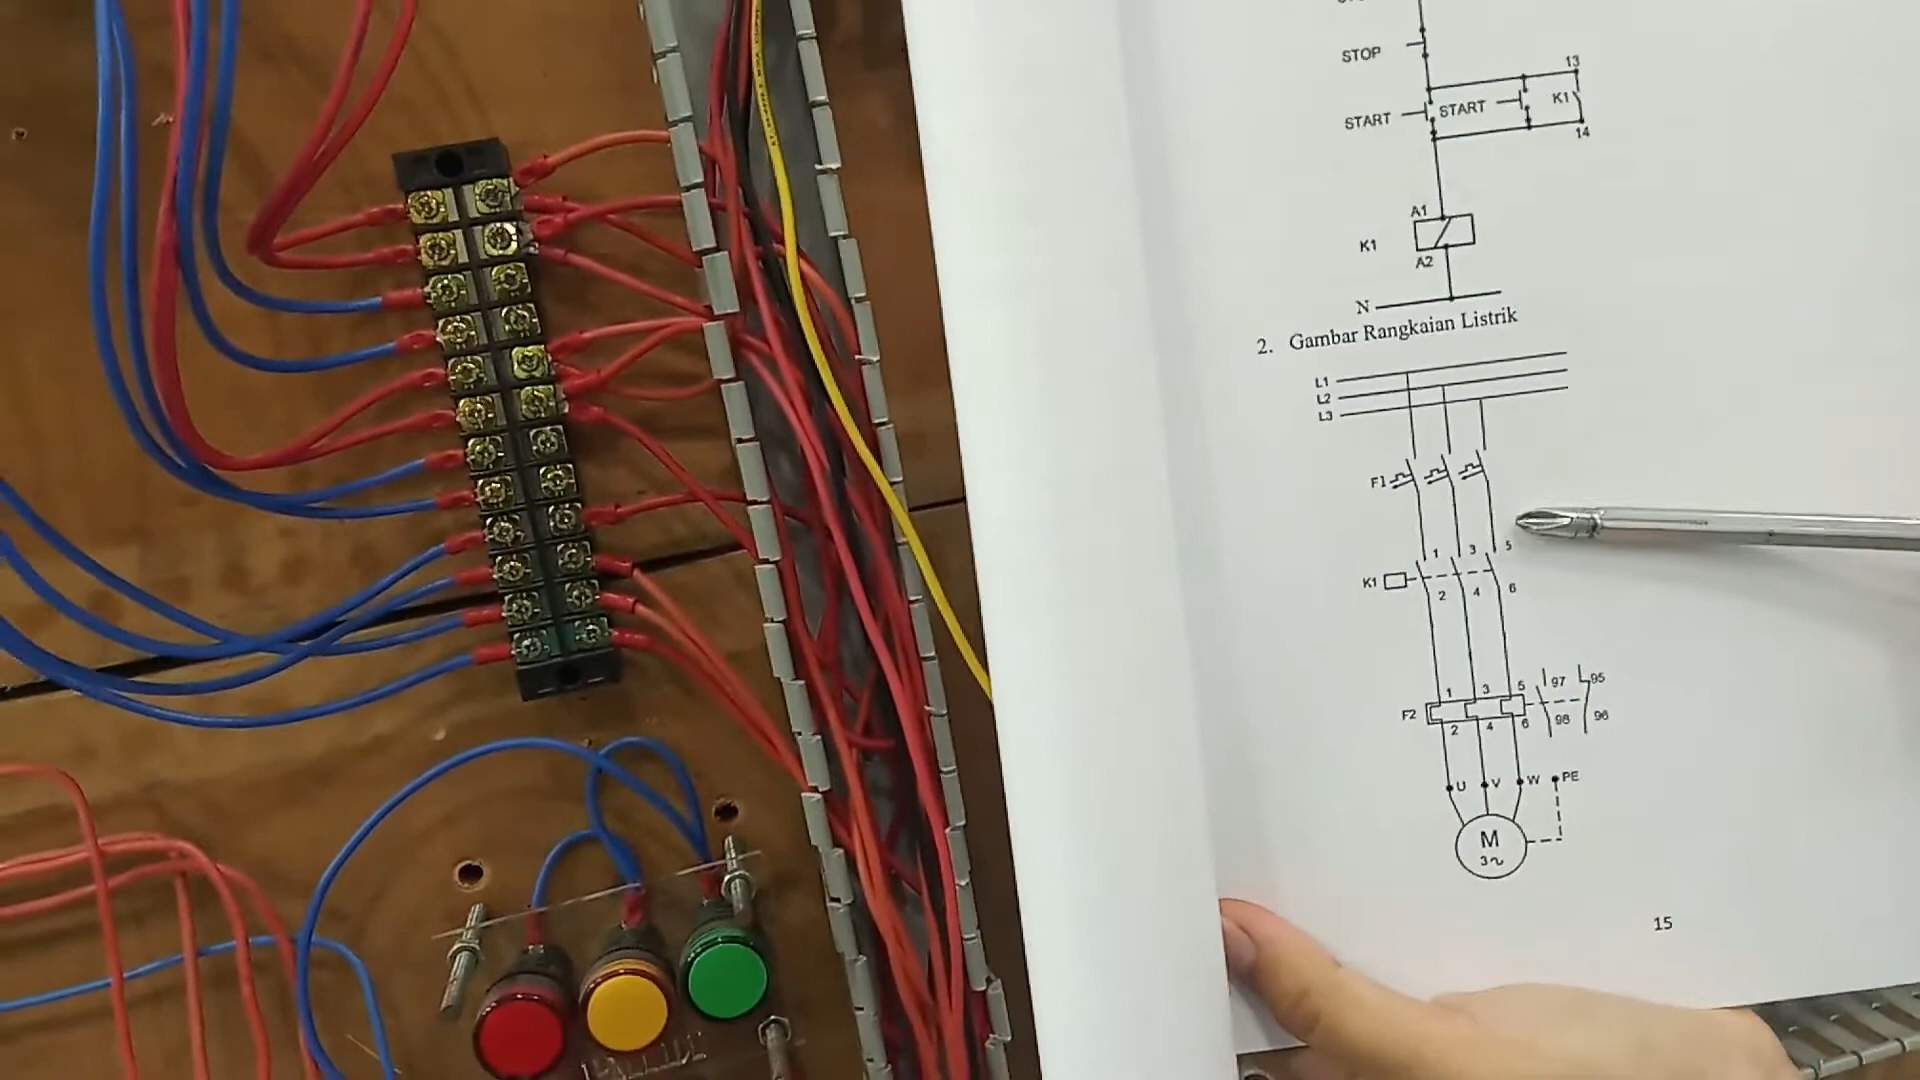 STOP
13
START
START
K1
14
A1
K1
A2
N
2. Gambar Rangkaian Listrik
L1
L2
L3
F1
1 3 5
K1
2 4 6
97 95
1 3 5
F2
2 4 6 98 96
U V W PE
M
3~
15